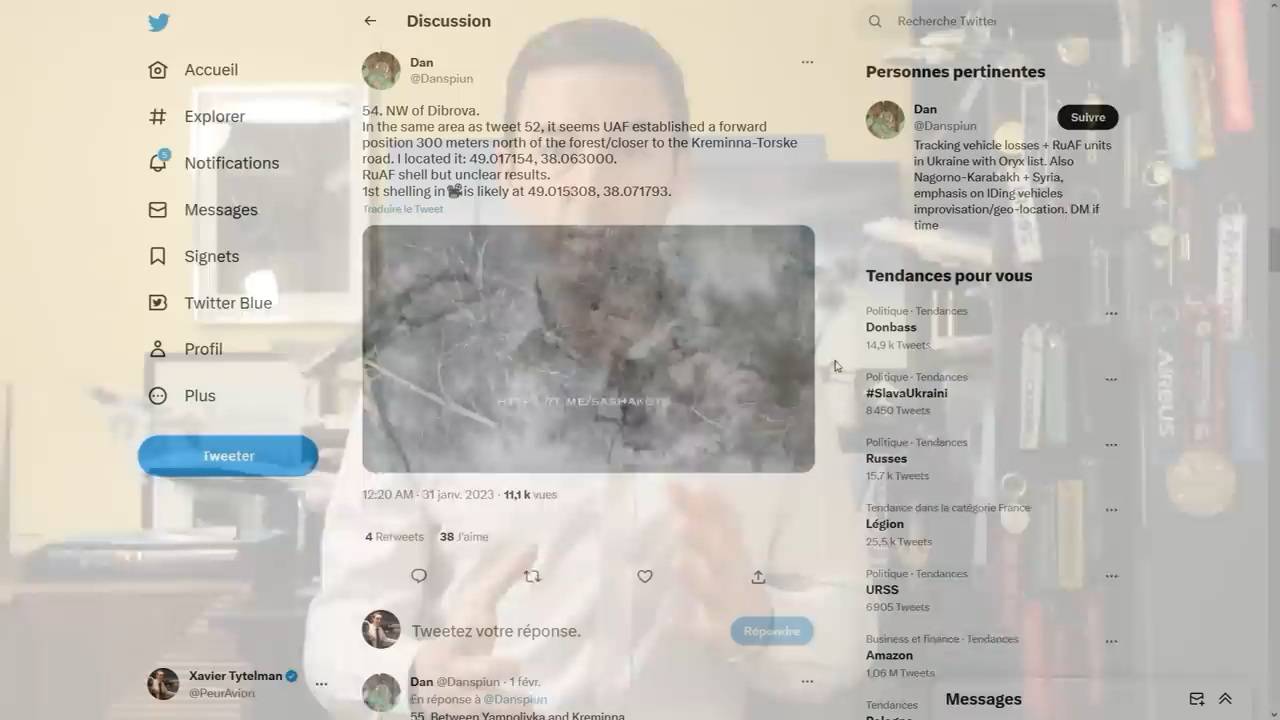 Discussion
Recherche Twitter
Accueil
Explorer
5
Notifications
Messages
Signets
Twitter Blue
Profil
Plus
Tweeter
Xavier Tytelman
@PeurAvion
Dan
@Danspiun
54. NW of Dibrova.
In the same area as tweet 52, it seems UAF established a forward
position 300 meters north of the forest/closer to the Kreminna-Torske
road. I located it: 49.017154, 38.063000.
RuAF shell but unclear results.
1st shelling in is likely at 49.015308, 38.071793.
Traduire le Tweet
12:20 AM · 31 janv. 2023 · 11,1 k vues
4 Retweets 38 J'aime
Tweetez votre réponse.
Répondre
Dan @Danspiun · 1 févr.
En réponse à @Danspiun
55. Between Yampolivka and Kreminna
Personnes pertinentes
Dan
@Danspiun
Suivre
Tracking vehicle losses + RuAF units
in Ukraine with Oryx list. Also
Nagorno-Karabakh + Syria,
emphasis on IDing vehicles
improvisation/geo-location. DM if
time
Tendances pour vous
Politique · Tendances
Donbass
14,9 k Tweets
Politique · Tendances
#SlavaUkraini
8 450 Tweets
Politique · Tendances
Russes
15,7 k Tweets
Tendance dans la catégorie France
Légion
25,5 k Tweets
Politique · Tendances
URSS
6 905 Tweets
Business et finance · Tendances
Amazon
1,06 M Tweets
Tendances
Messages
AIRBUS